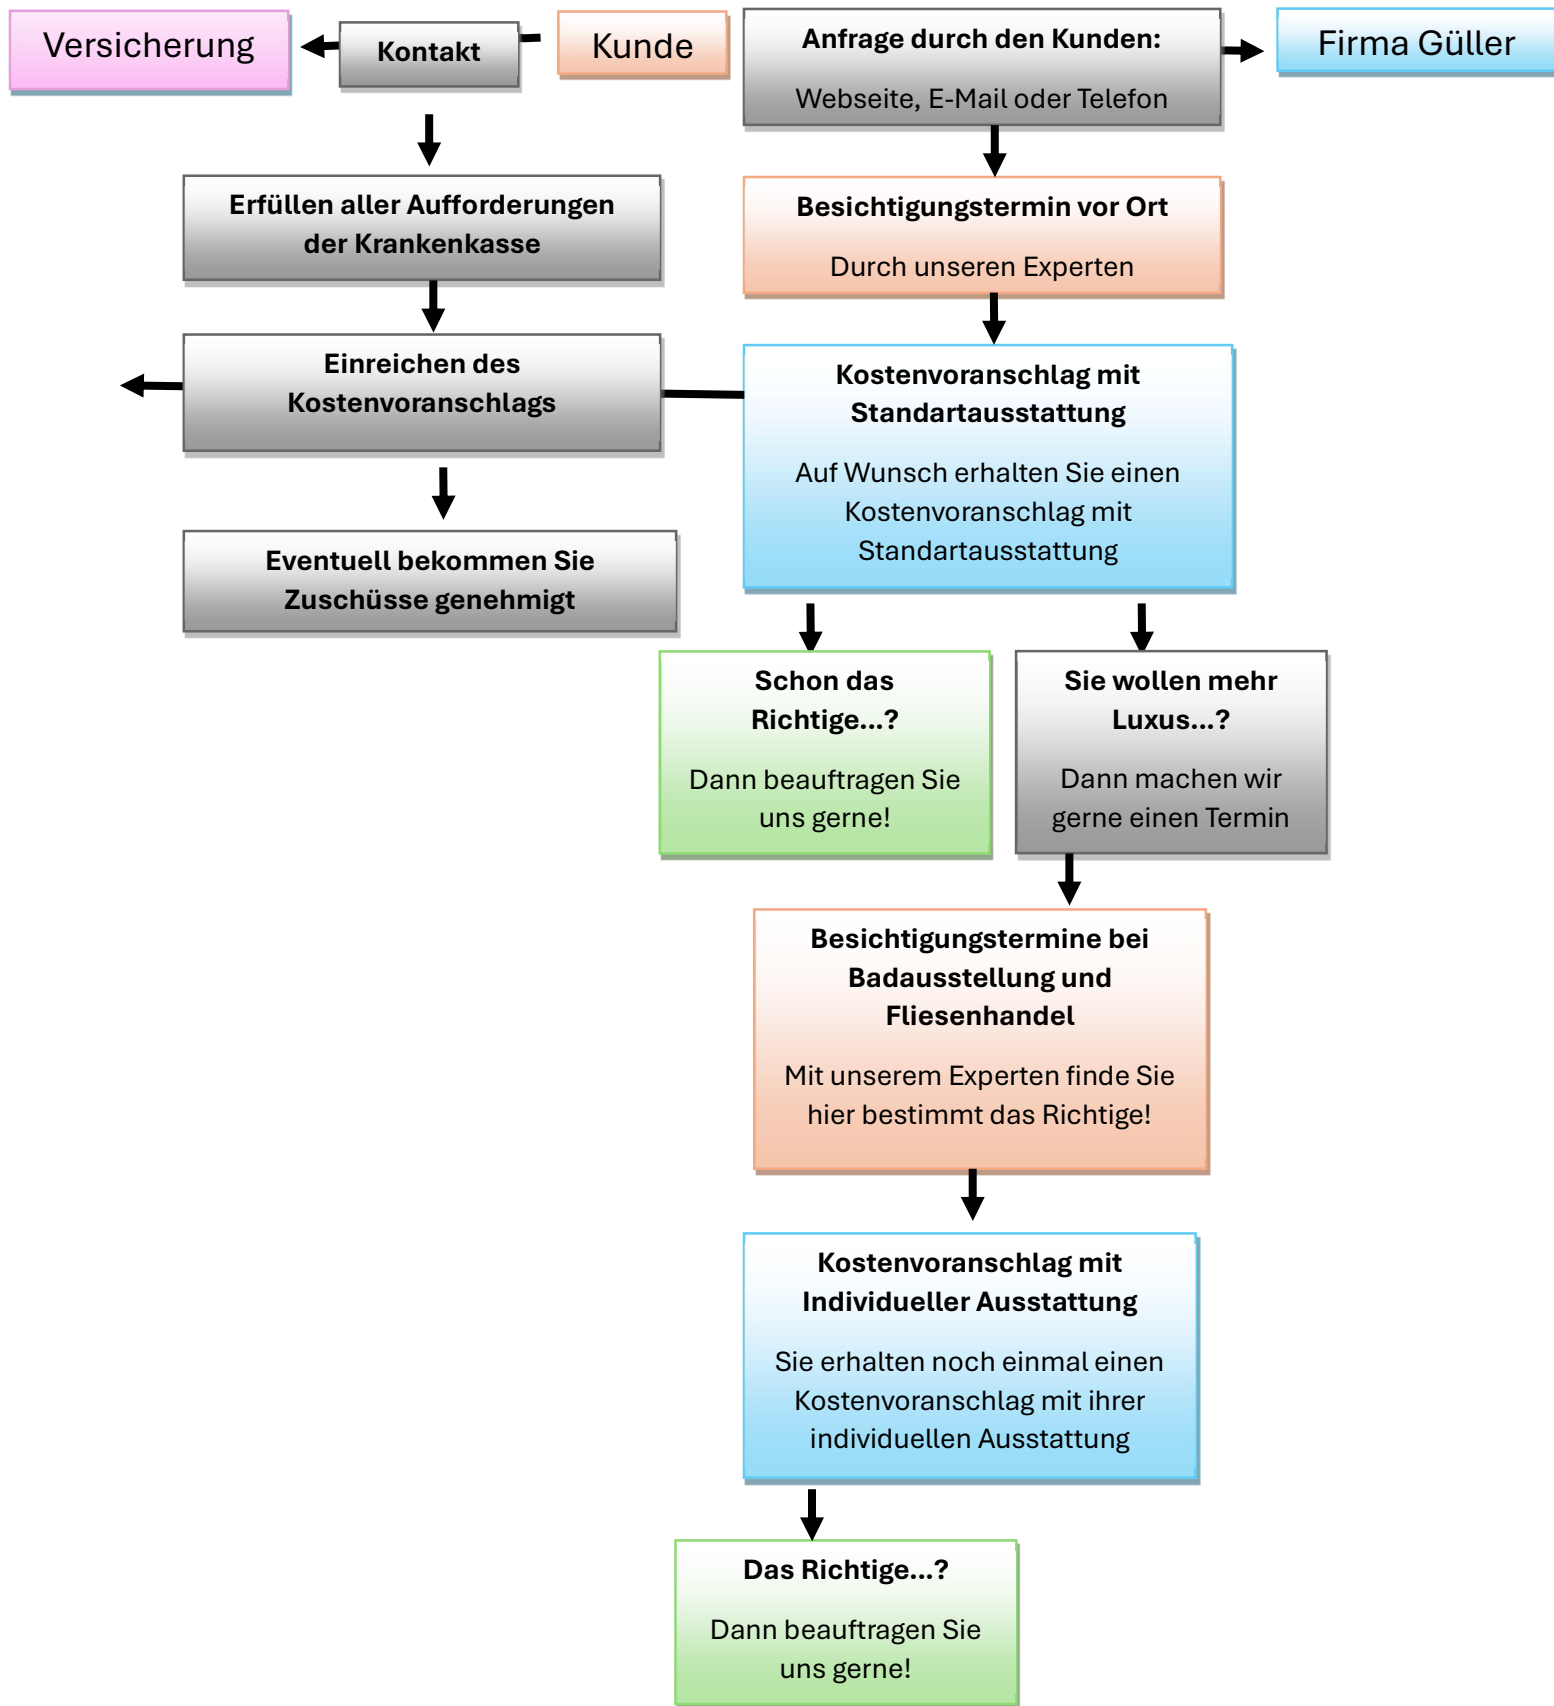 Versicherung
Kontakt
Kunde
Anfrage durch den Kunden:
Webseite, E-Mail oder Telefon
Firma Güller
Erfüllen aller Aufforderungen
der Krankenkasse
Besichtigungstermin vor Ort
Durch unseren Experten
Einreichen des
Kostenvoranschlags
Kostenvoranschlag mit
Standartausstattung
Auf Wunsch erhalten Sie einen
Kostenvoranschlag mit
Standartausstattung
Eventuell bekommen Sie
Zuschüsse genehmigt
Schon das
Richtige...?
Dann beauftragen Sie
uns gerne!
Sie wollen mehr
Luxus...?
Dann machen wir
gerne einen Termin
Besichtigungstermine bei
Badausstellung und
Fliesenhandel
Mit unserem Experten finde Sie
hier bestimmt das Richtige!
Kostenvoranschlag mit
Individueller Ausstattung
Sie erhalten noch einmal einen
Kostenvoranschlag mit ihrer
individuellen Ausstattung
Das Richtige...?
Dann beauftragen Sie
uns gerne!